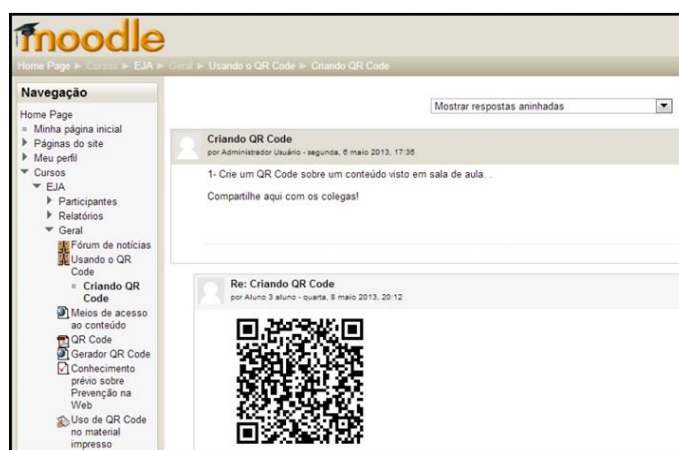 moodle
Home Page ► Cursos ► EJA ► Geral ► Usando o QR Code ► Criando QR Code
Navegação
Home Page
Minha página inicial
Páginas do site
Meu perfil
Cursos
EJA
Participantes
Relatórios
Geral
Fórum de notícias
Usando o QR
Code
Criando QR
Code
Meios de acesso
ao conteúdo
QR Code
Gerador QR Code
Conhecimento
prévio sobre
Prevenção na
Web
Uso de QR Code
no material
impresso
Mostrar respostas aninhadas
Criando QR Code
por Administrador Usuário - segunda, 6 maio 2013, 17:36
1- Crie um QR Code sobre um conteúdo visto em sala de aula. .
Compartilhe aqui com os colegas!
Re: Criando QR Code
por Aluno 3 aluno - quarta, 8 maio 2013, 20:12